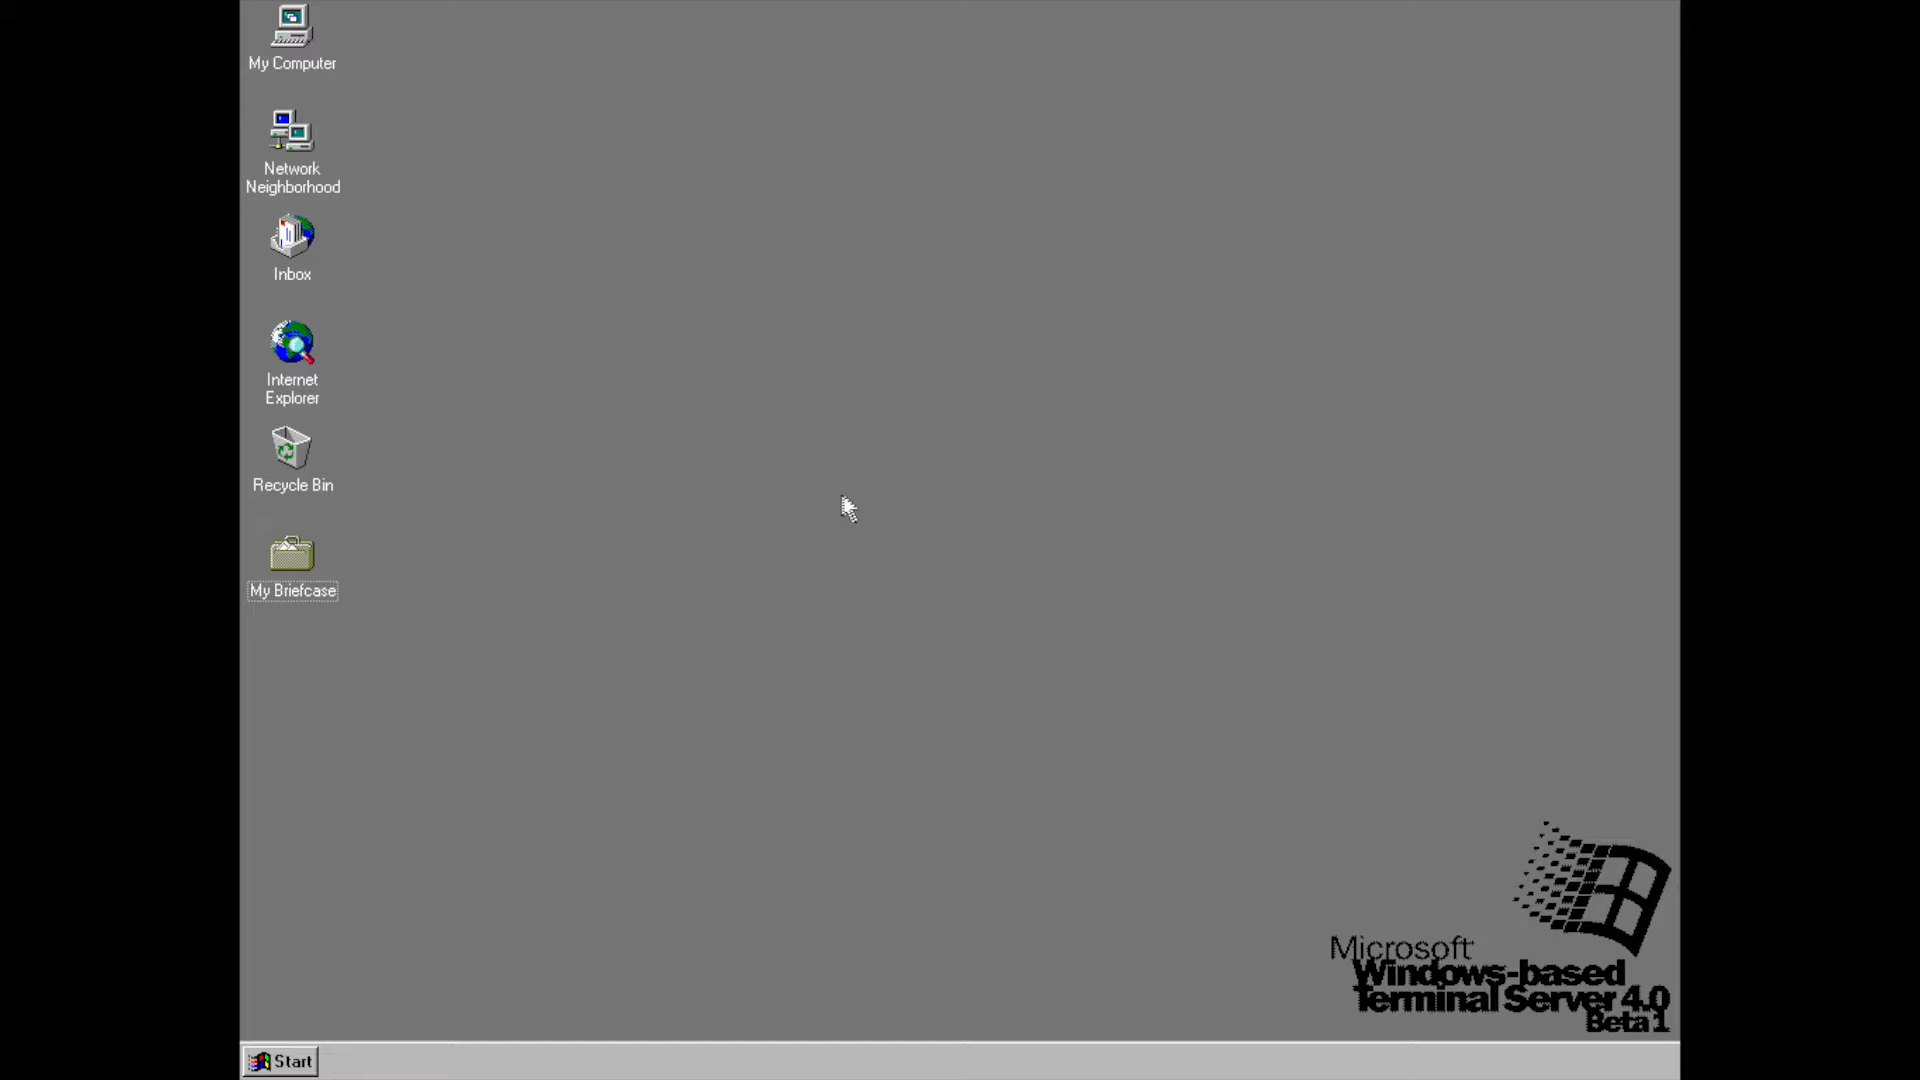 My Computer
Network
Neighborhood
Inbox
Internet
Explorer
Recycle Bin
My Briefcase
Microsoft
Windows-based
Terminal Server 4.0
Beta 1
Start